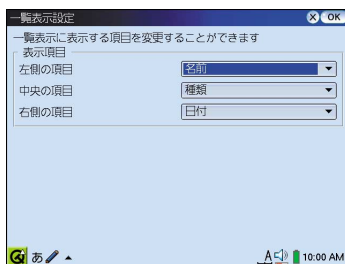 一覧表示設定 OK
一覧表示に表示する項目を変更することができます
表示項目
左側の項目 名前
中央の項目 種類
右側の項目 日付
あ A 10:00 AM